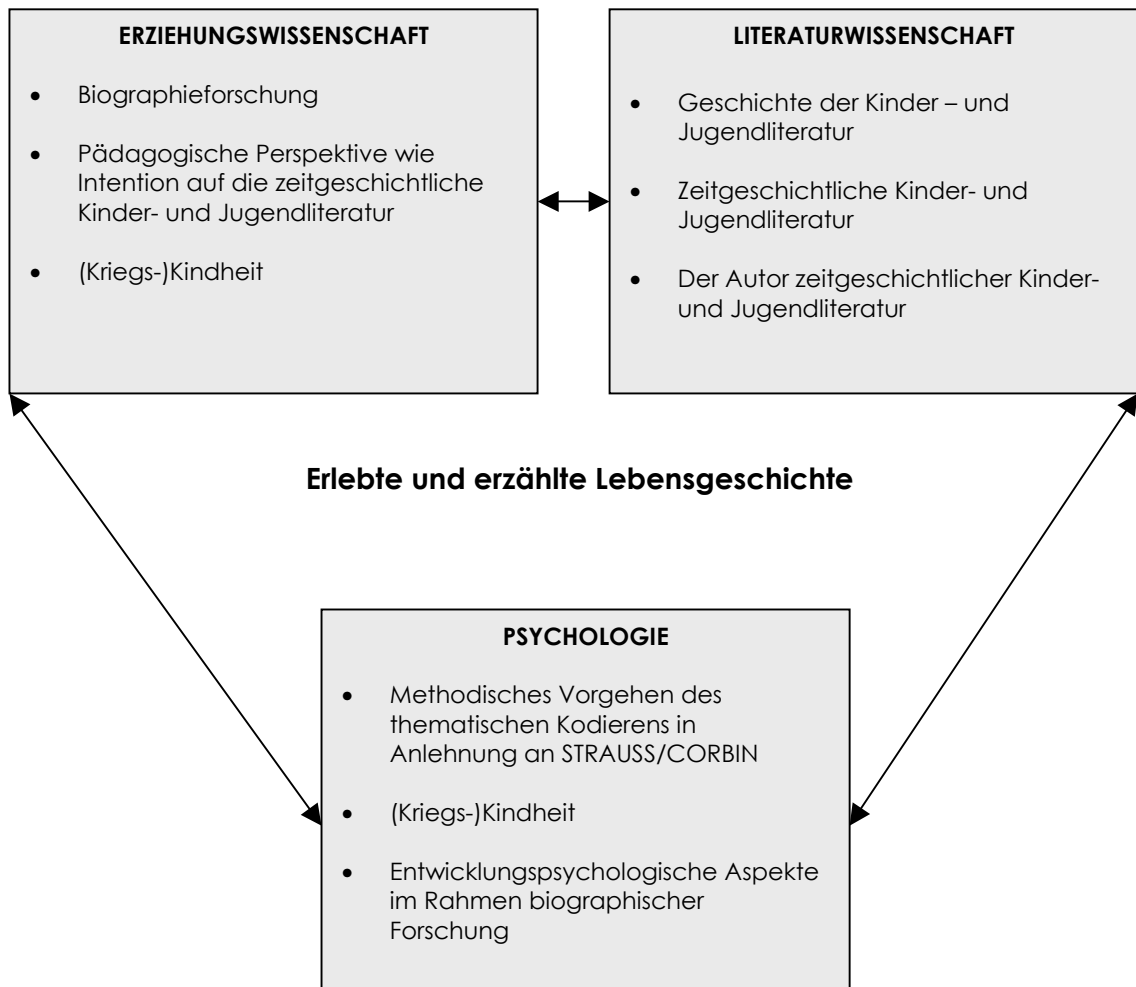 ERZIEHUNGSWISSENSCHAFT
• Biographieforschung
• Pädagogische Perspektive wie
Intention auf die zeitgeschichtliche
Kinder- und Jugendliteratur
• (Kriegs-)Kindheit
LITERATURWISSENSCHAFT
• Geschichte der Kinder – und
Jugendliteratur
• Zeitgeschichtliche Kinder- und
Jugendliteratur
• Der Autor zeitgeschichtlicher Kinder-
und Jugendliteratur
Erlebte und erzählte Lebensgeschichte
PSYCHOLOGIE
• Methodisches Vorgehen des
thematischen Kodierens in
Anlehnung an STRAUSS/CORBIN
• (Kriegs-)Kindheit
• Entwicklungspsychologische Aspekte
im Rahmen biographischer
Forschung